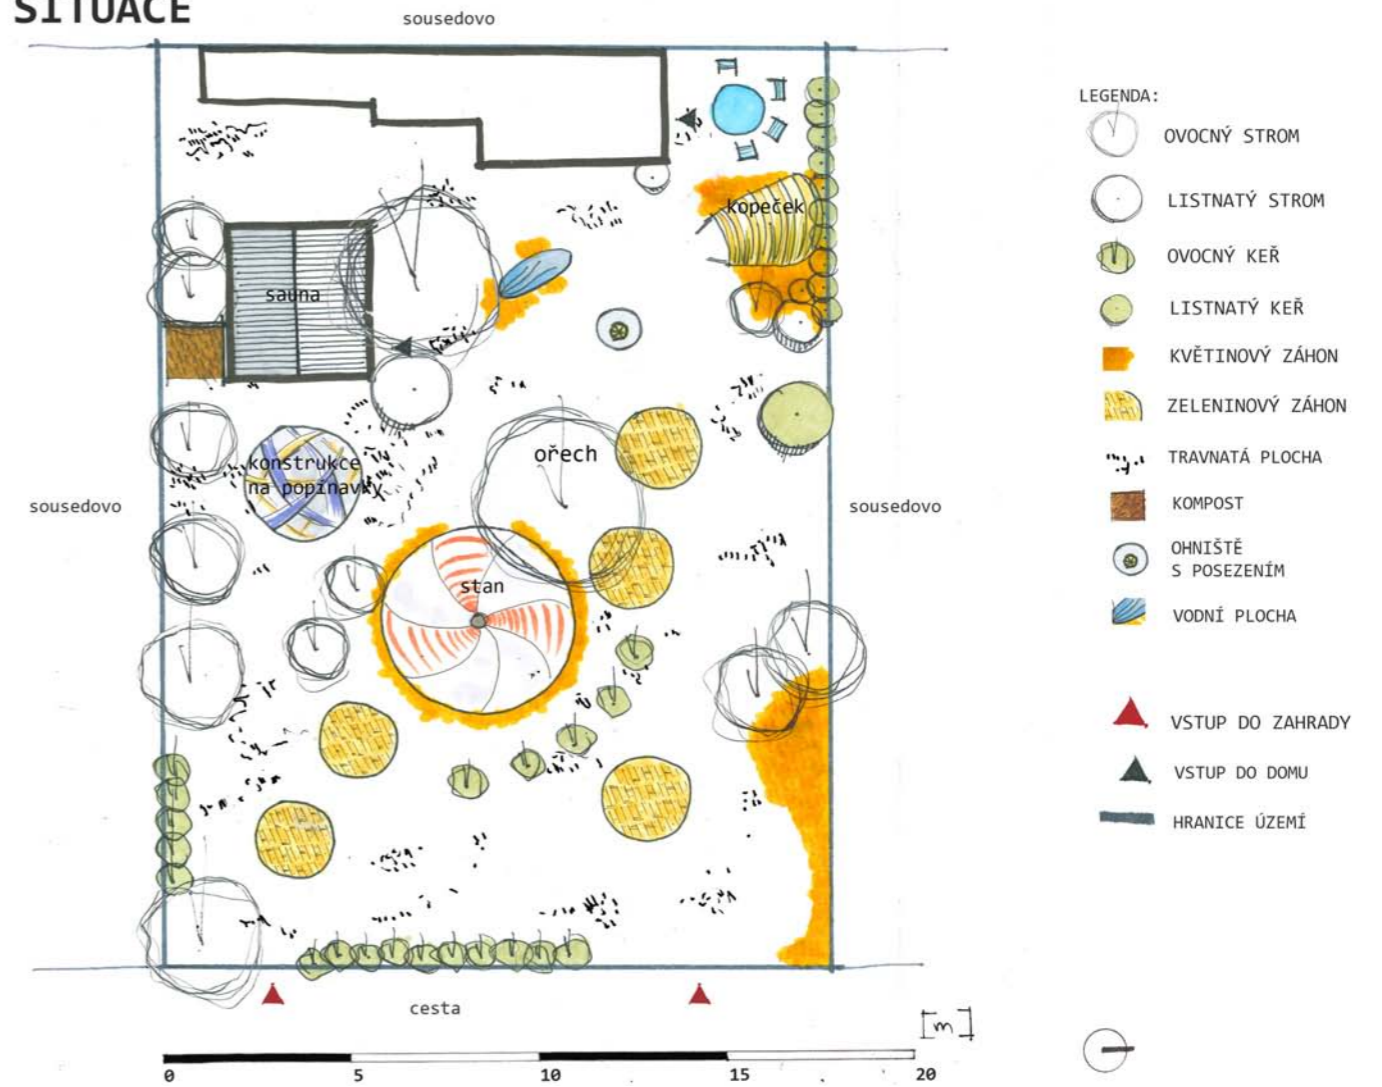 SITUACE
sousedovo
kopeček
sauna
konstrukce
na popínavky
ořech
stan
sousedovo
sousedovo
cesta
[m]
0 5 10 15 20
LEGENDA:
OVOCNÝ STROM
LISTNATÝ STROM
OVOCNÝ KEŘ
LISTNATÝ KEŘ
KVĚTINOVÝ ZÁHON
ZELENINOVÝ ZÁHON
TRAVNATÁ PLOCHA
KOMPOST
OHNIŠTĚ
S POSEZENÍM
VODNÍ PLOCHA
VSTUP DO ZAHRADY
VSTUP DO DOMU
HRANICE ÚZEMÍ